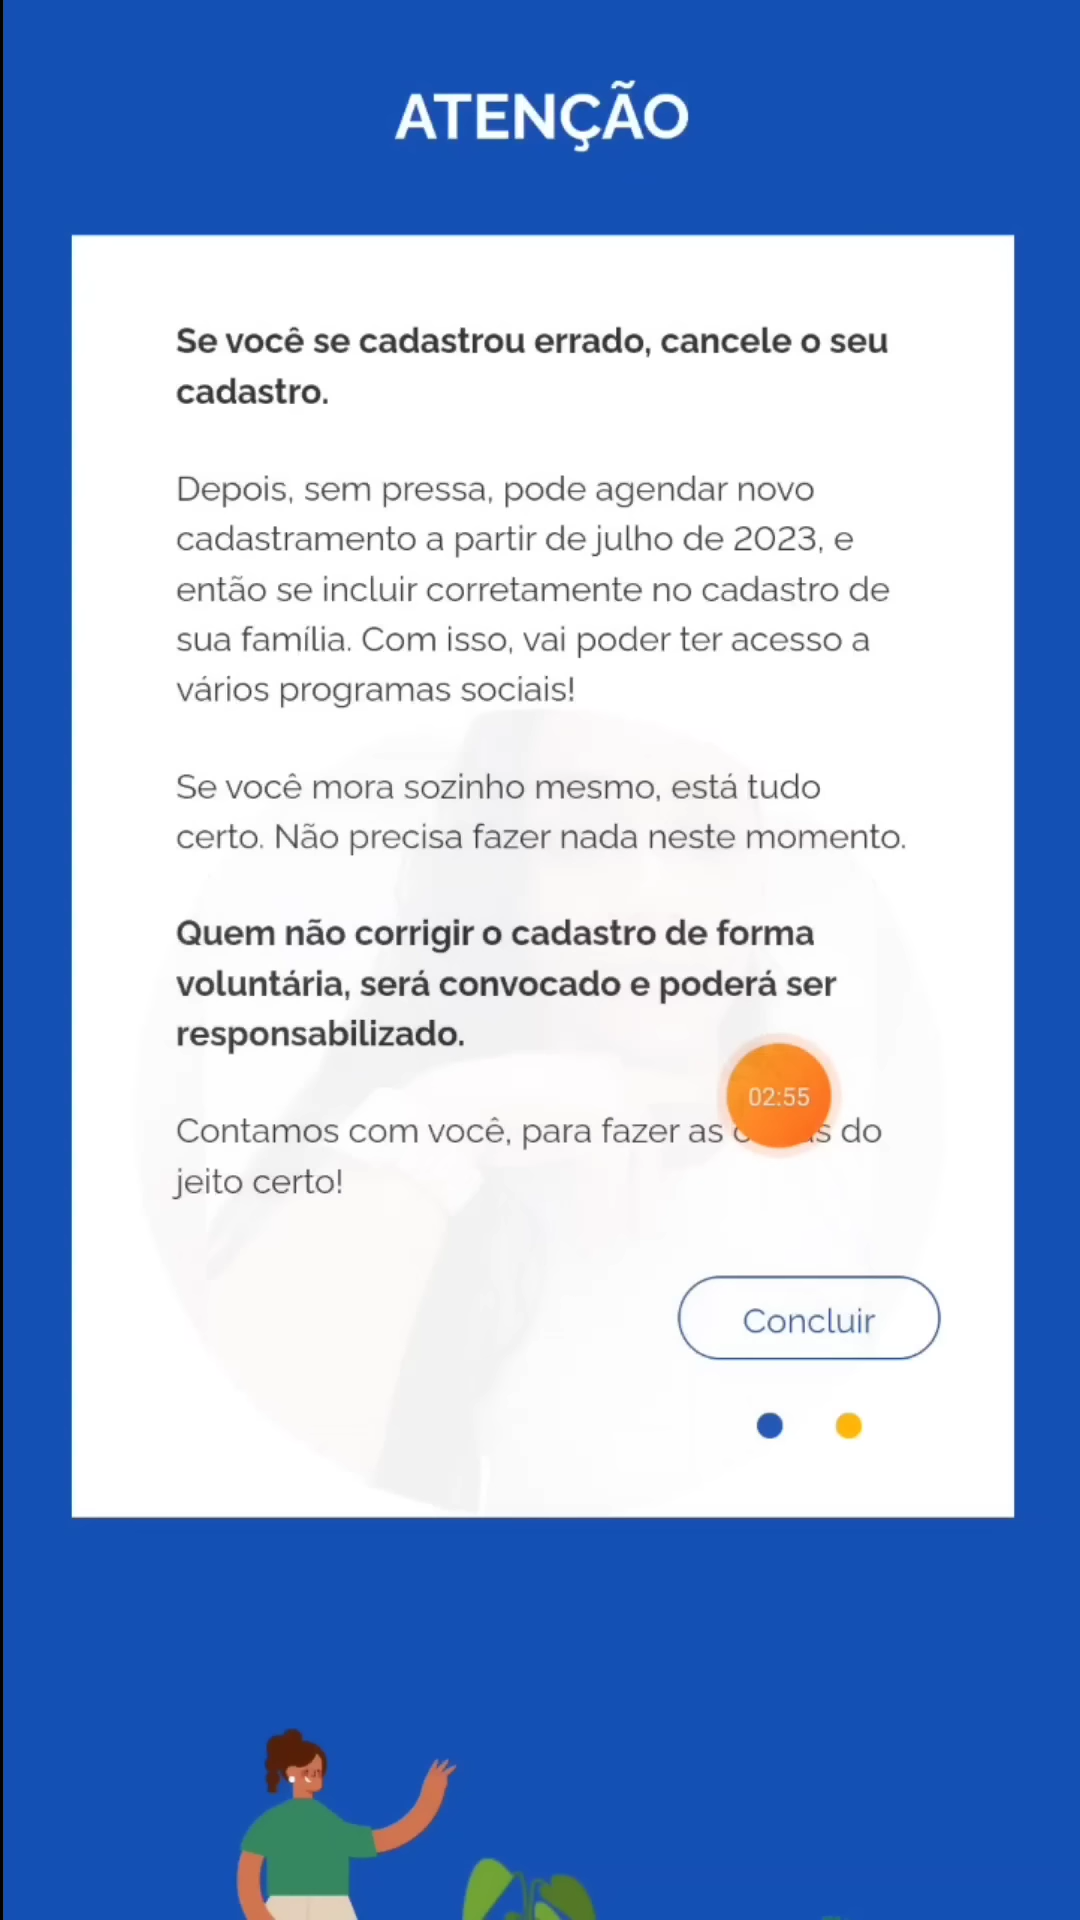 ATENÇÃO
Se você se cadastrou errado, cancele o seu
cadastro.
Depois, sem pressa, pode agendar novo
cadastramento a partir de julho de 2023, e
então se incluir corretamente no cadastro de
sua família. Com isso, vai poder ter acesso a
vários programas sociais!
Se você mora sozinho mesmo, está tudo
certo. Não precisa fazer nada neste momento.
Quem não corrigir o cadastro de forma
voluntária, será convocado e poderá ser
responsabilizado.
02:55
Contamos com você, para fazer as do
jeito certo!
Concluir